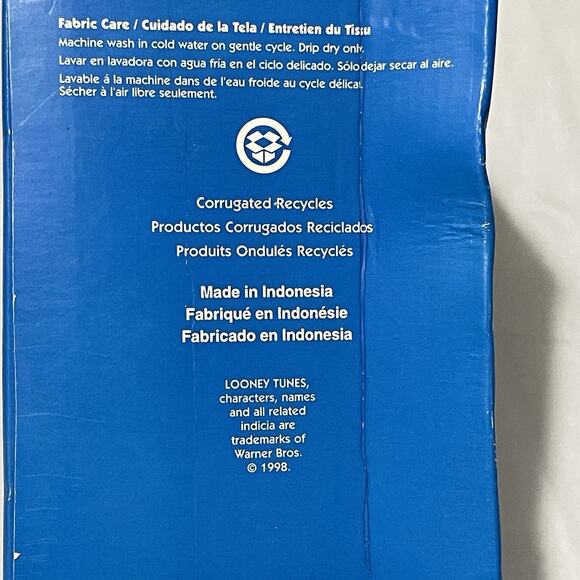 Fabric Care / Cuidado de la Tela / Entretien du Tissu
Machine wash in cold water on gentle cycle. Drip dry only.
Lavar en lavadora con agua fría en el ciclo delicado. Sólo dejar secar al aire.
Lavable á la machine dans de l'eau froide au cycle délicat.
Sécher à l'air libre seulement.
Corrugated Recycles
Productos Corrugados Reciclados
Produits Ondulés Recyclés
Made in Indonesia
Fabriqué en Indonésie
Fabricado en Indonesia
LOONEY TUNES,
characters, names
and all related
indicia are
trademarks of
Warner Bros.
© 1998.